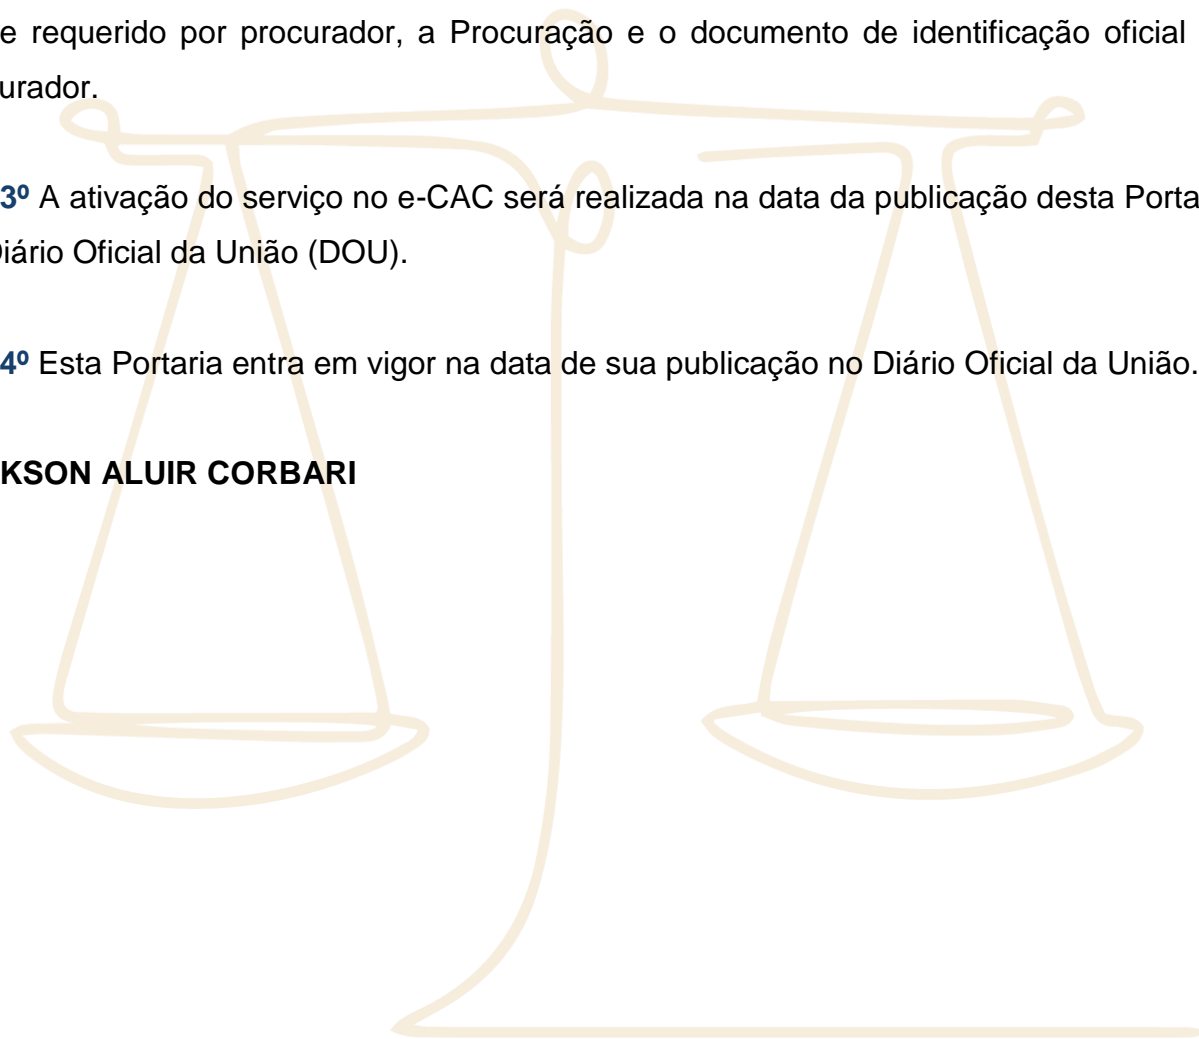 e requerido por procurador, a Procuração e o documento de identificação oficial
urador.
3º A ativação do serviço no e-CAC será realizada na data da publicação desta Porta
Diário Oficial da União (DOU).
4º Esta Portaria entra em vigor na data de sua publicação no Diário Oficial da União.
KSON ALUIR CORBARI